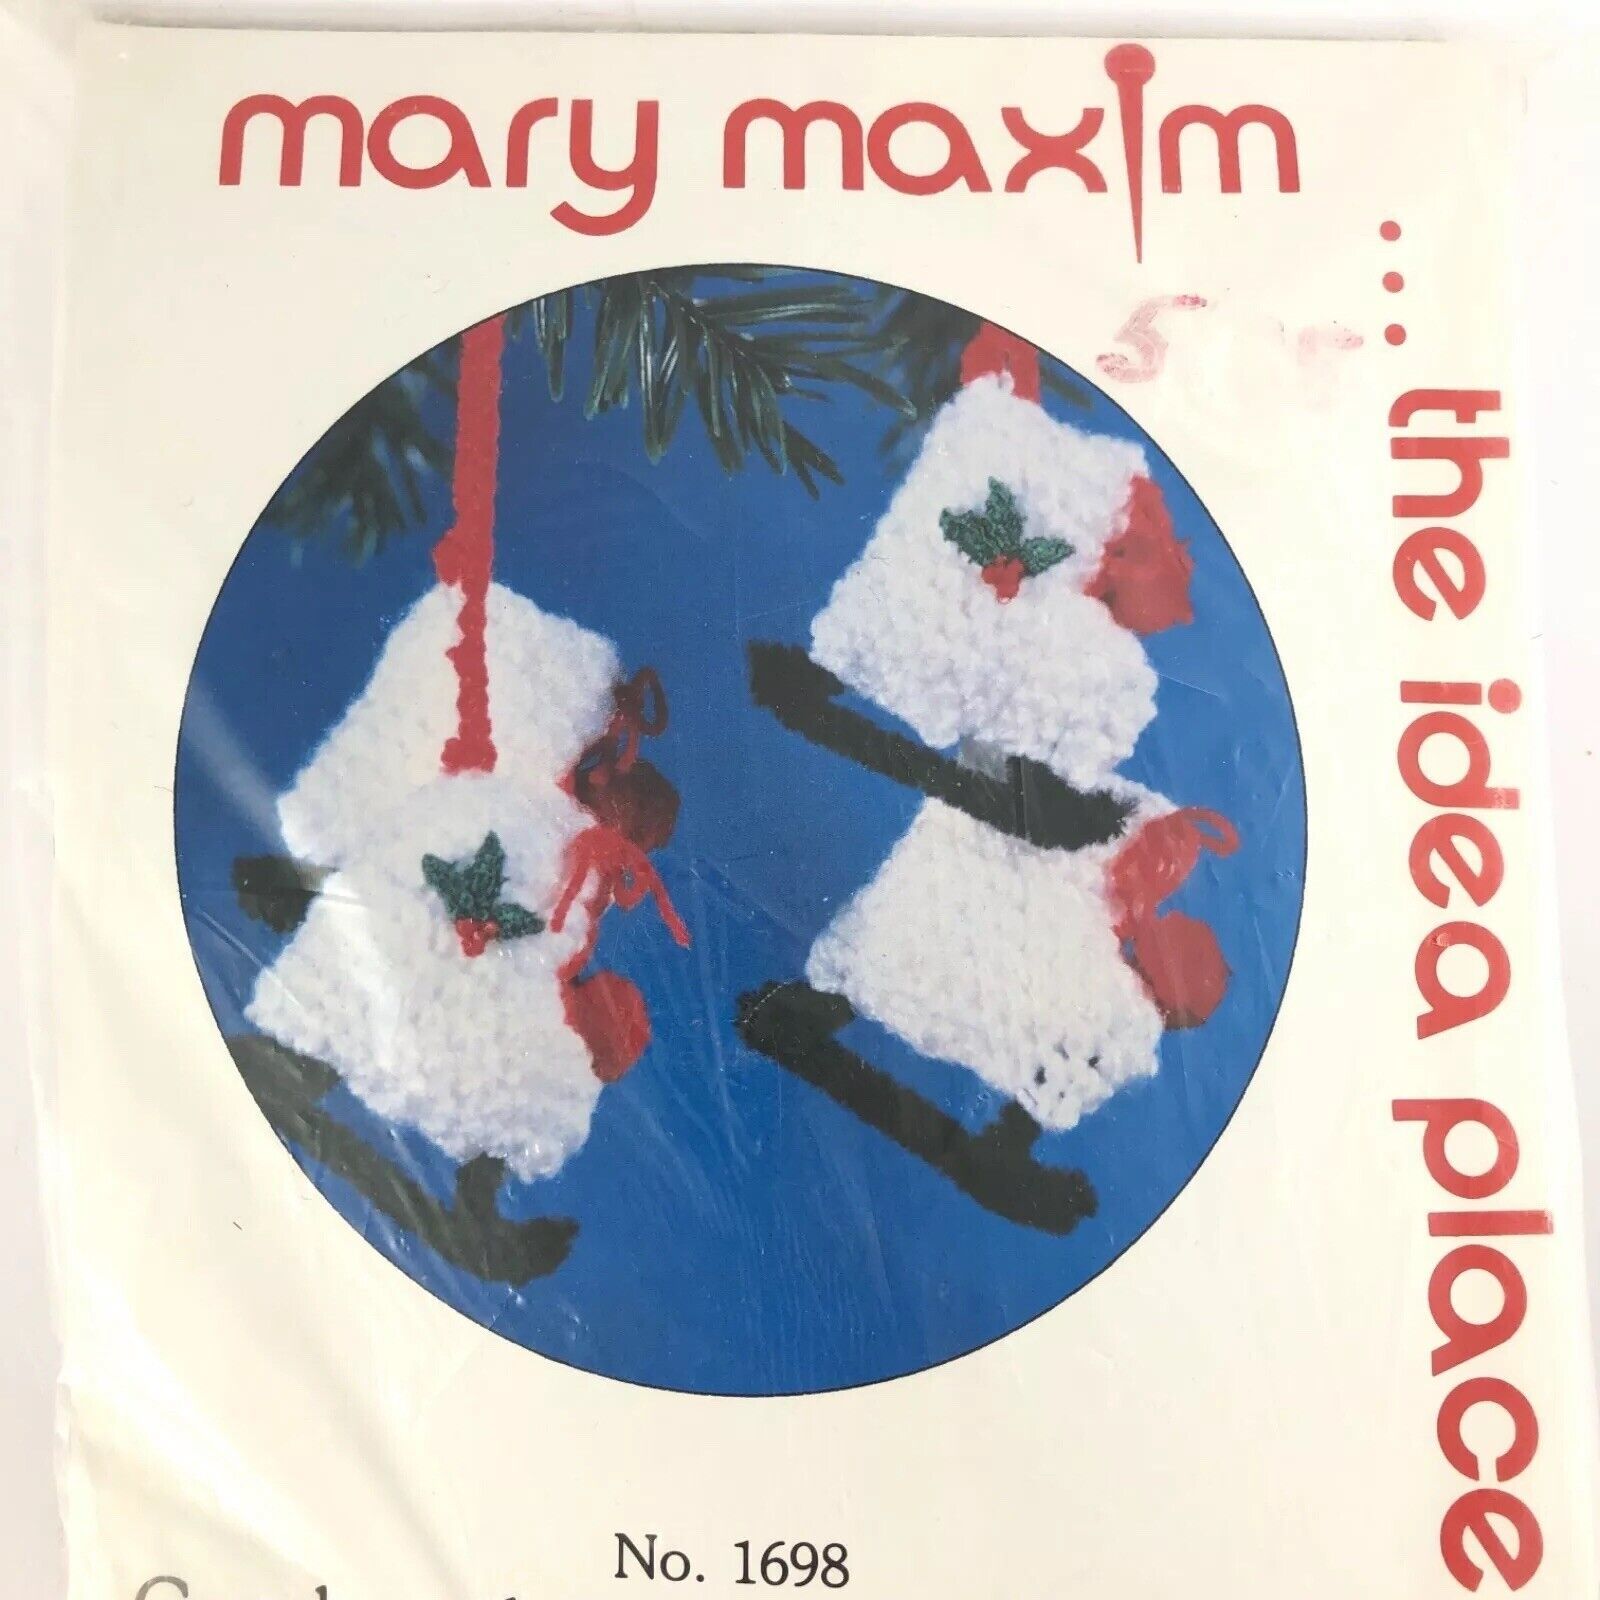 mary maxim
... the idea place
No. 1698